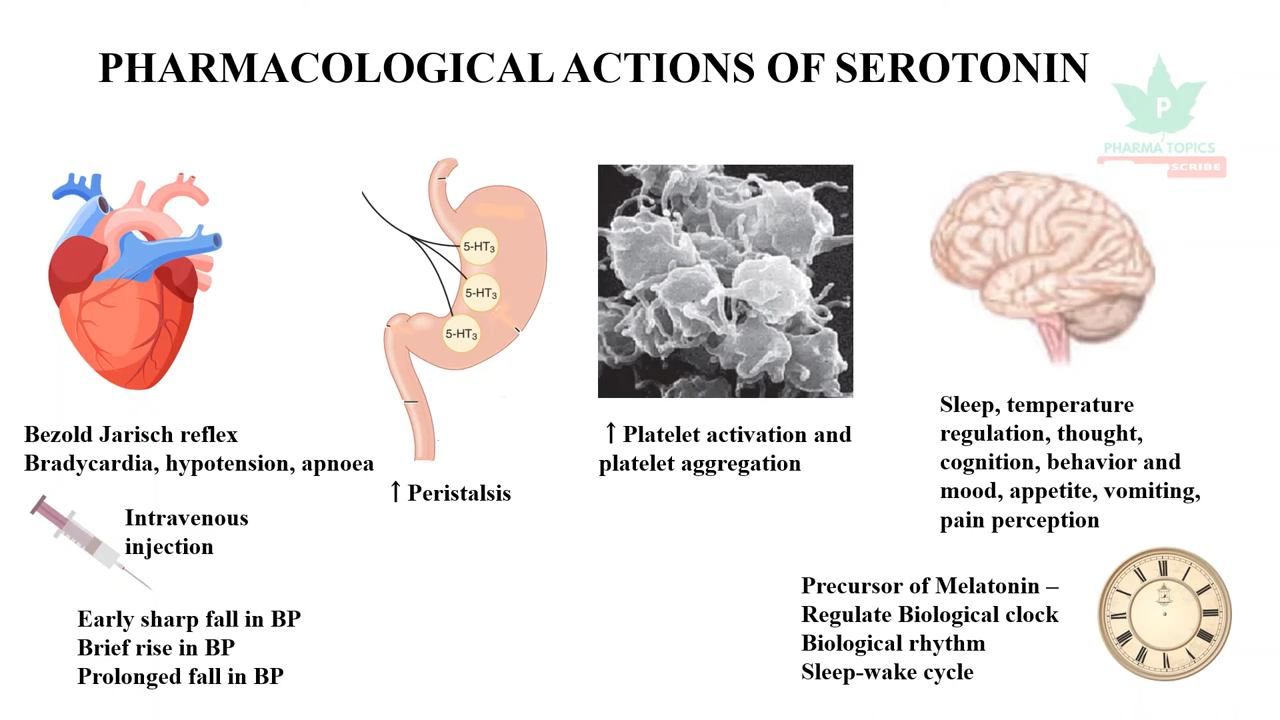 PHARMACOLOGICAL ACTIONS OF SEROTONIN
P
PHARMA TOPICS
SCRIBE
5-HT3
5-HT3
5-HT3
Bezold Jarisch reflex
Bradycardia, hypotension, apnoea
Intravenous
injection
Early sharp fall in BP
Brief rise in BP
Prolonged fall in BP
↑ Peristalsis
↑ Platelet activation and
platelet aggregation
Sleep, temperature
regulation, thought,
cognition, behavior and
mood, appetite, vomiting,
pain perception
Precursor of Melatonin –
Regulate Biological clock
Biological rhythm
Sleep-wake cycle